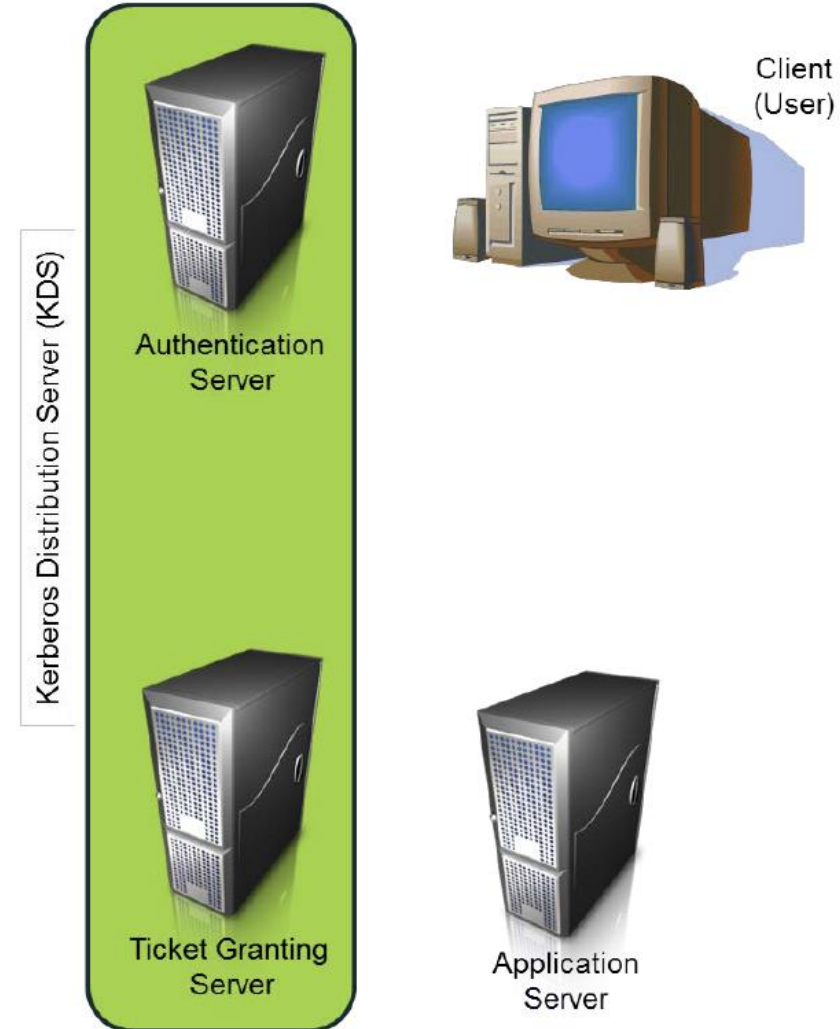 Client
(User)
Kerberos Distribution Server (KDS)
Authentication
Server
Ticket Granting
Server
Application
Server